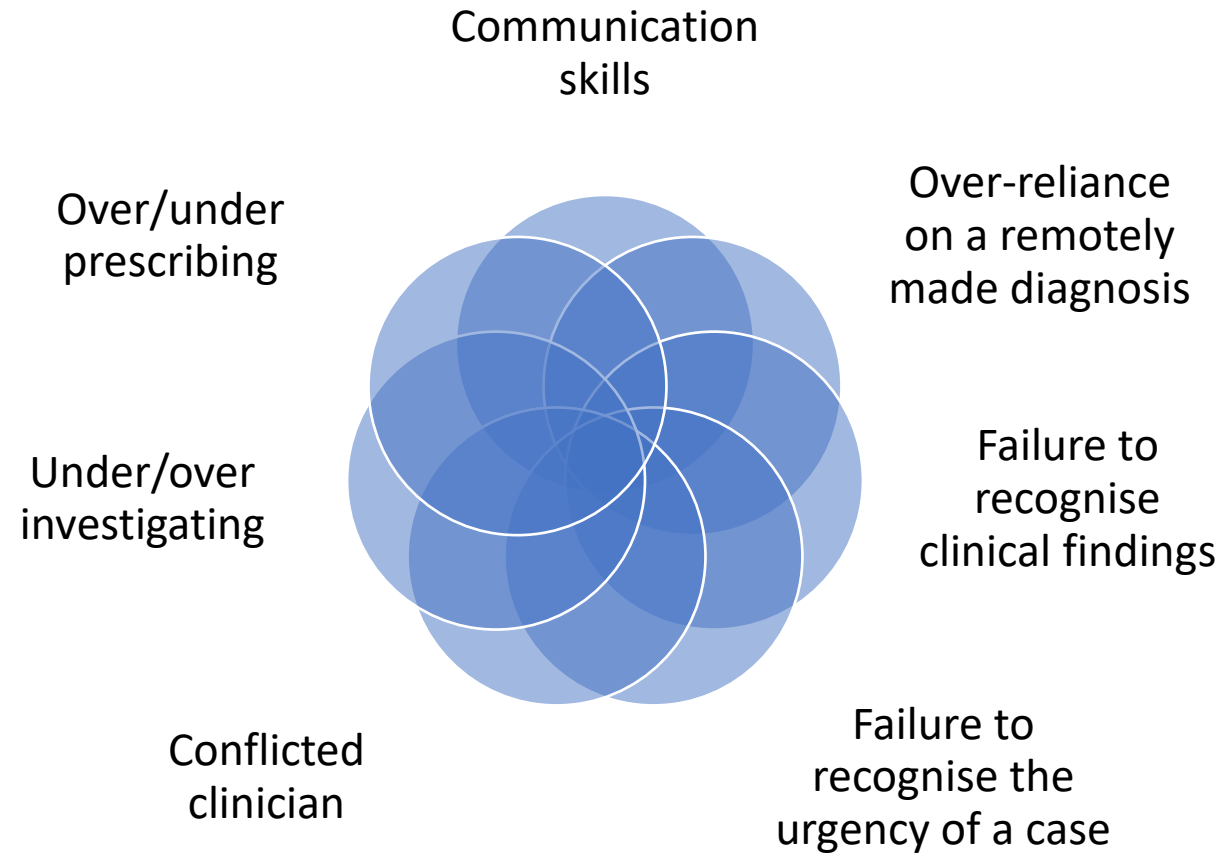 Communication
skills
Over-reliance
on a remotely
made diagnosis
Failure to
recognise
clinical findings
Failure to
recognise the
urgency of a case
Conflicted
clinician
Under/over
investigating
Over/under
prescribing